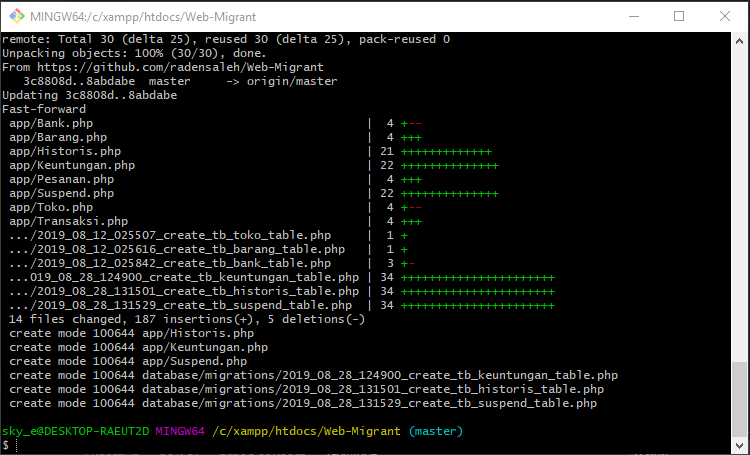 MINGW64:/c/xampp/htdocs/Web-Migrant
remote: Total 30 (delta 25), reused 30 (delta 25), pack-reused 0
Unpacking objects: 100% (30/30), done.
From https://github.com/radensaleh/Web-Migrant
   3c8808d..8abdabe  master     -> origin/master
Updating 3c8808d..8abdabe
Fast-forward
 app/Bank.php                                       |  4 +--
 app/Barang.php                                     |  4 +++
 app/Historis.php                                   | 21 +++++++++++++
 app/Keuntungan.php                                 | 22 ++++++++++++++
 app/Pesanan.php                                    |  4 +++
 app/Suspend.php                                    | 22 ++++++++++++++
 app/Toko.php                                       |  4 +--
 app/Transaksi.php                                  |  4 +++
 .../2019_08_12_025507_create_tb_toko_table.php     |  1 +
 .../2019_08_12_025616_create_tb_barang_table.php   |  1 +
 .../2019_08_12_025842_create_tb_bank_table.php     |  3 +-
 ...019_08_28_124900_create_tb_keuntungan_table.php | 34 ++++++++++++++++++++++
 .../2019_08_28_131501_create_tb_historis_table.php | 34 ++++++++++++++++++++++
 .../2019_08_28_131529_create_tb_suspend_table.php  | 34 ++++++++++++++++++++++
 14 files changed, 187 insertions(+), 5 deletions(-)
 create mode 100644 app/Historis.php
 create mode 100644 app/Keuntungan.php
 create mode 100644 app/Suspend.php
 create mode 100644 database/migrations/2019_08_28_124900_create_tb_keuntungan_table.php
 create mode 100644 database/migrations/2019_08_28_131501_create_tb_historis_table.php
 create mode 100644 database/migrations/2019_08_28_131529_create_tb_suspend_table.php
sky_e@DESKTOP-RAEUT2D MINGW64 /c/xampp/htdocs/Web-Migrant (master)
$